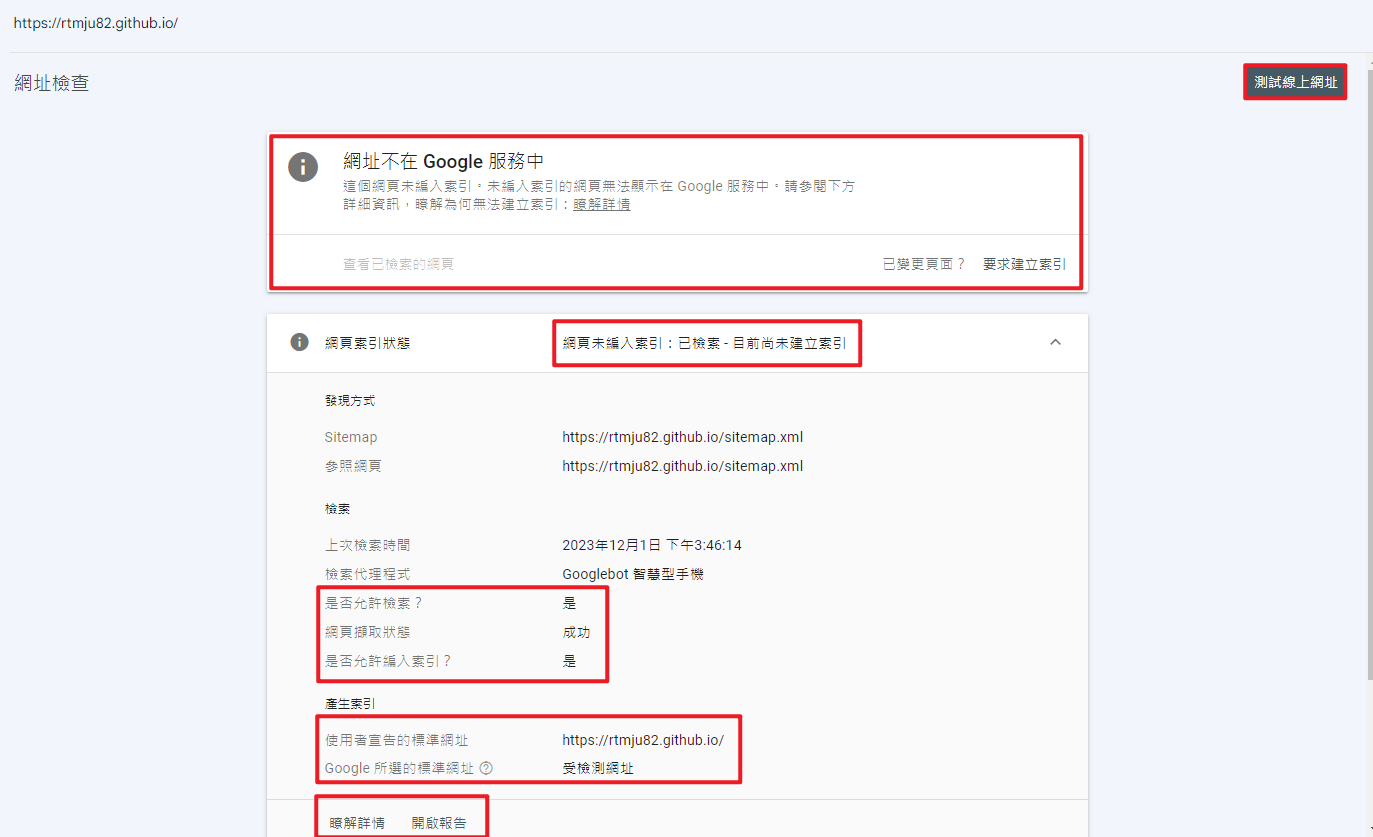 https://rtmju82.github.io/
網址檢查
測試線上網址
網址不在 Google 服務中
這個網頁未編入索引。未編入索引的網頁無法顯示在 Google 服務中。請參閱下方
詳細資訊，瞭解為何無法建立索引：瞭解詳情
查看已檢索的網頁
已變更頁面？ 要求建立索引
網頁索引狀態 網頁未編入索引：已檢索 - 目前尚未建立索引
發現方式
Sitemap https://rtmju82.github.io/sitemap.xml
參照網頁 https://rtmju82.github.io/sitemap.xml
檢索
上次檢索時間 2023年12月1日 下午3:46:14
檢索代理程式 Googlebot 智慧型手機
是否允許檢索？ 是
網頁擷取狀態 成功
是否允許編入索引？ 是
產生索引
使用者宣告的標準網址 https://rtmju82.github.io/
Google 所選的標準網址 受檢測網址
瞭解詳情 開啟報告